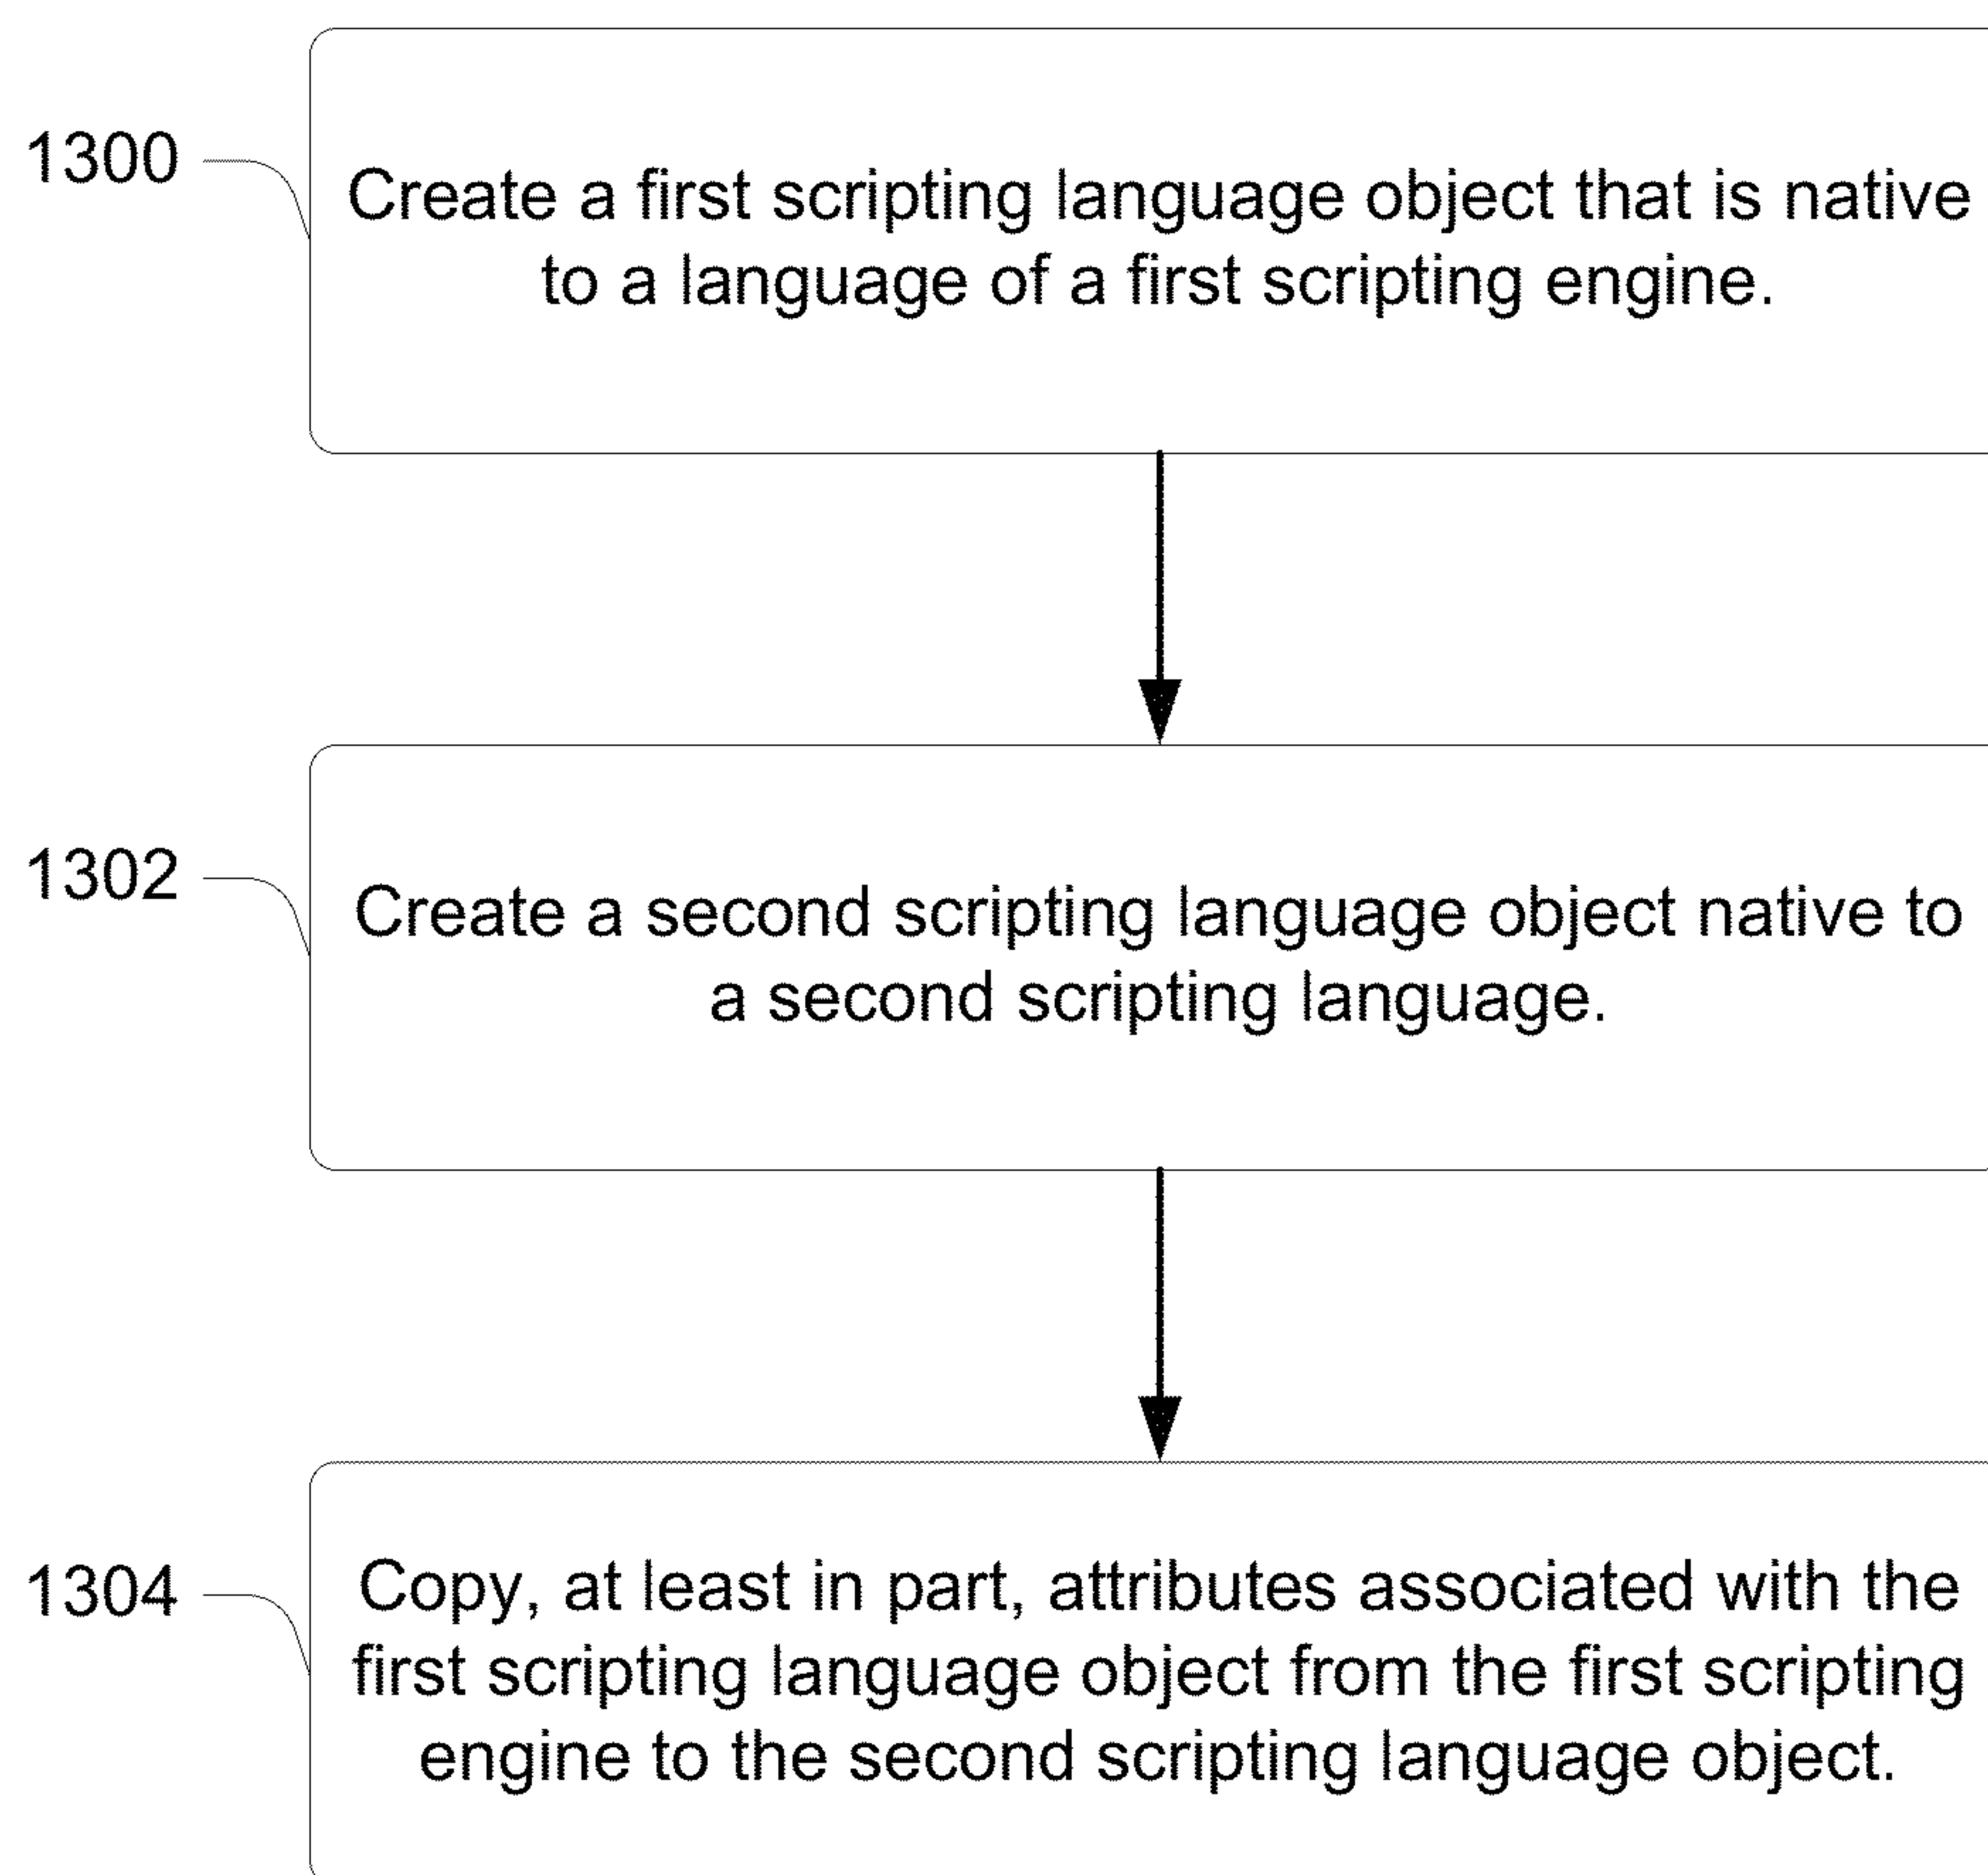 1300
Create a first scripting language object that is native
to a language of a first scripting engine.
1302
Create a second scripting language object native to
a second scripting language.
1304
Copy, at least in part, attributes associated with the
first scripting language object from the first scripting
engine to the second scripting language object.